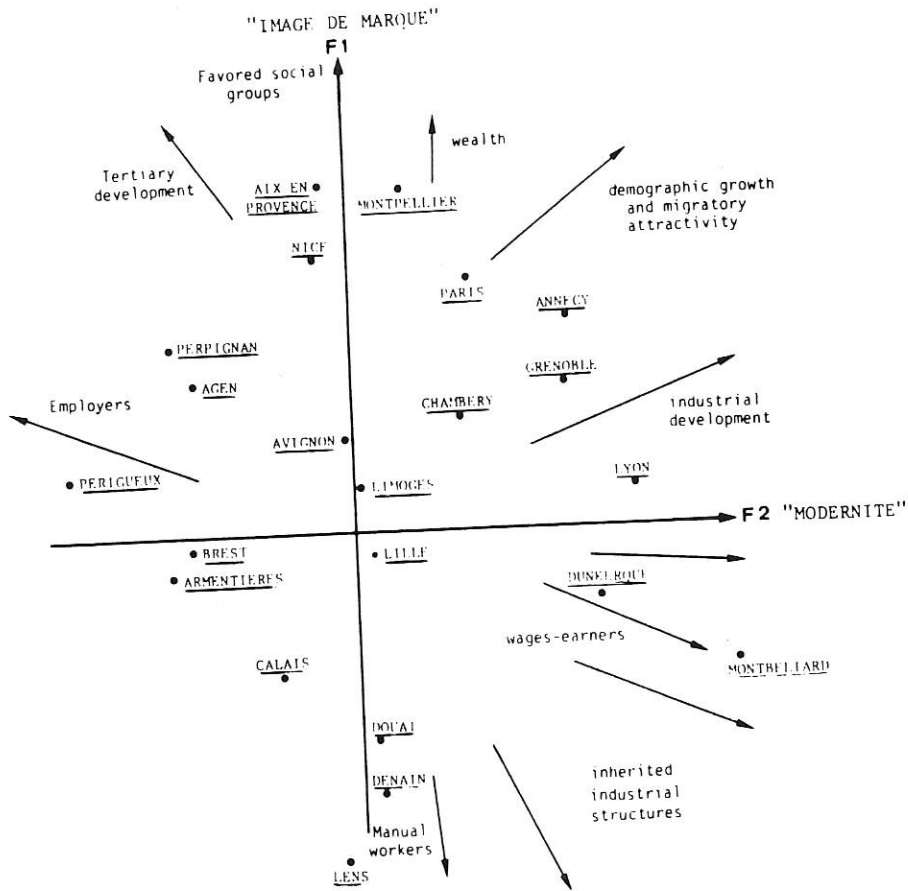 "IMAGE DE MARQUE"
F1
Favored social
groups
wealth
Tertiary
development
AIX EN
PROVENCE
MONTPELLIER
demographic growth
and migratory
attractivity
NICE
PARIS
ANNECY
PERPIGNAN
GRENOBLE
AGEN
Employers
CHAMBERY
industrial
development
AVIGNON
LYON
PERIGUEUX
LIMOGES
F2 "MODERNITE"
BREST
LILLE
ARMENTIERES
DUNKERQUE
wages-earners
CALAIS
MONTBELIARD
DOUAI
inherited
industrial
structures
DENAIN
Manual
workers
LENS